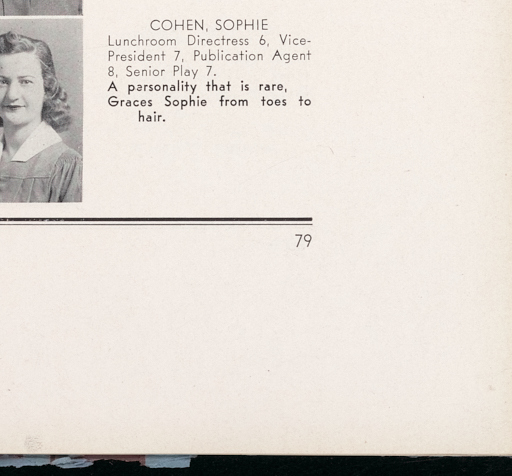 COHEN, SOPHIE
Lunchroom Directress 6, Vice-
President 7, Publication Agent
8, Senior Play 7.
A personality that is rare,
Graces Sophie from toes to
hair.
79